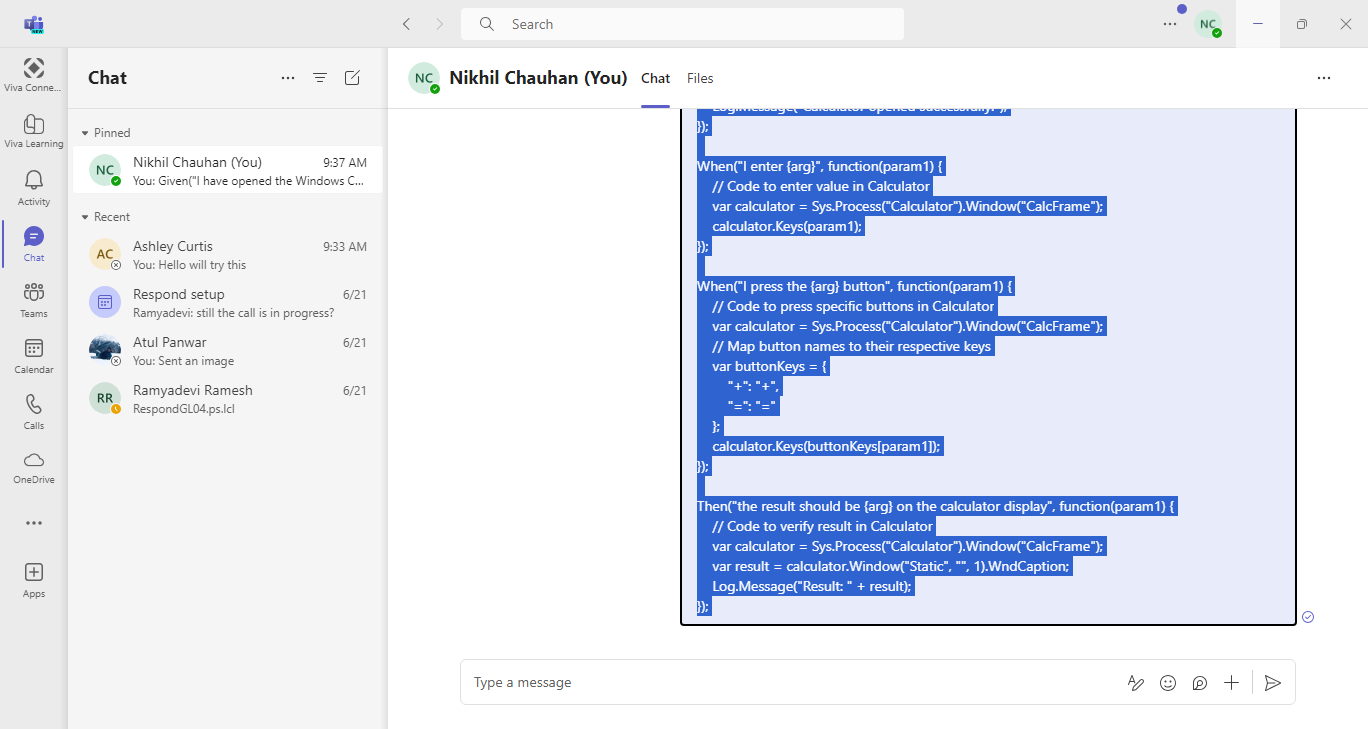 NEW
Search
NC
Viva Conne...
Viva Learning
Activity
Chat
Teams
Calendar
Calls
OneDrive
Apps
Chat
Pinned
NC
Nikhil Chauhan (You)
9:37 AM
You: Given("I have opened the Windows C...
Recent
AC
Ashley Curtis
9:33 AM
You: Hello will try this
Respond setup
6/21
Ramyadevi: still the call is in progress?
Atul Panwar
6/21
You: Sent an image
RR
Ramyadevi Ramesh
6/21
RespondGL04.ps.lcl
NC
Nikhil Chauhan (You)
Chat
Files
});
When("I enter {arg}", function(param1) {
// Code to enter value in Calculator
var calculator = Sys.Process("Calculator").Window("CalcFrame");
calculator.Keys(param1);
});
When("I press the {arg} button", function(param1) {
// Code to press specific buttons in Calculator
var calculator = Sys.Process("Calculator").Window("CalcFrame");
// Map button names to their respective keys
var buttonKeys = {
"+": "+",
"=": "="
};
calculator.Keys(buttonKeys[param1]);
});
Then("the result should be {arg} on the calculator display", function(param1) {
// Code to verify result in Calculator
var calculator = Sys.Process("Calculator").Window("CalcFrame");
var result = calculator.Window("Static", "", 1).WndCaption;
Log.Message("Result: " + result);
});
Type a message